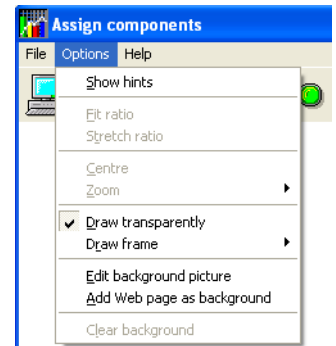 Assign components
File Options Help
Show hints
Fit ratio
Stretch ratio
Centre
Zoom
Draw transparently
Draw frame
Edit background picture
Add Web page as background
Clear background